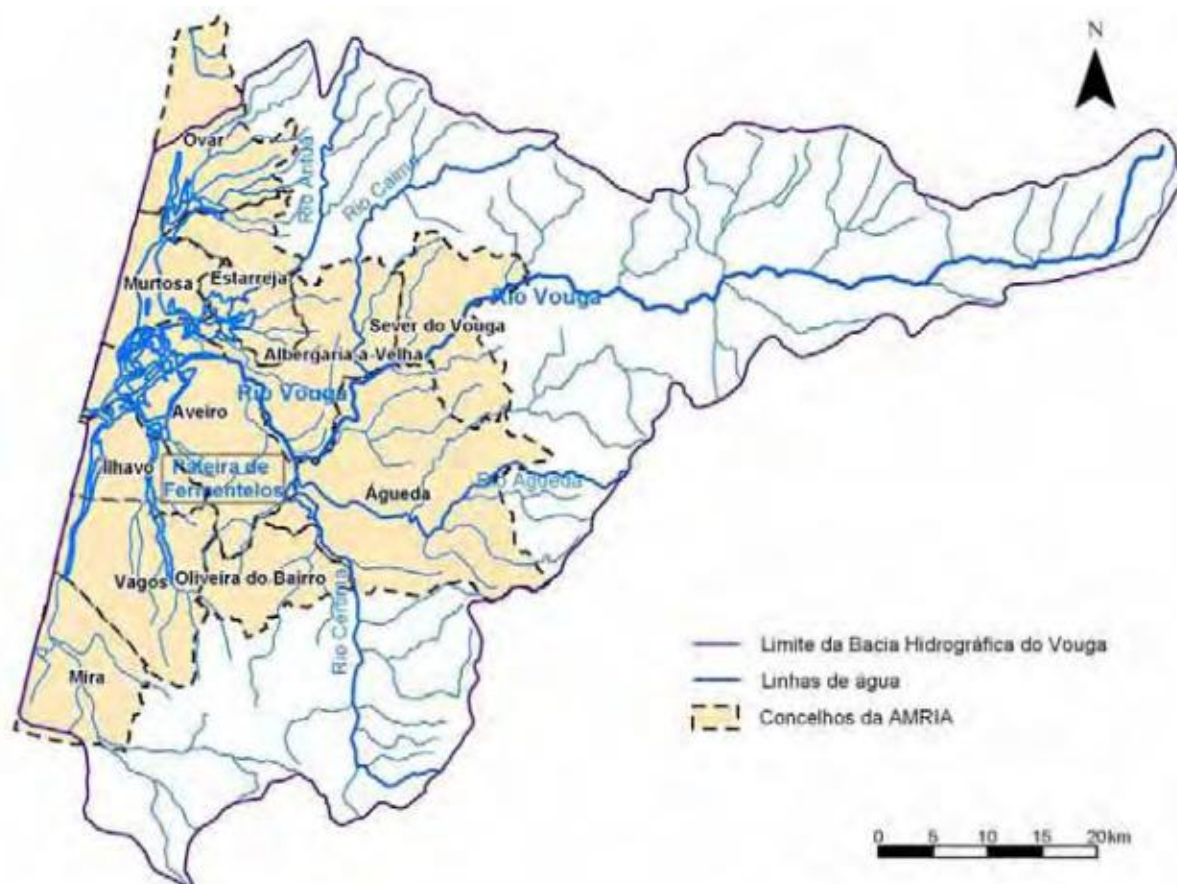 N
Ovar
Rio Antuã
Rio Caima
Murtosa
Estarreja
Rio Vouga
Sever do Vouga
Albergaria-a-Velha
Rio Vouga
Aveiro
Ílhavo
Pateira de
Fermentelos
Águeda
Rio Águeda
Vagos
Oliveira do Bairro
Rio Cértima
Mira
Limite da Bacia Hidrográfica do Vouga
Linhas de água
Concelhos da AMRIA
0 5 10 15 20 km